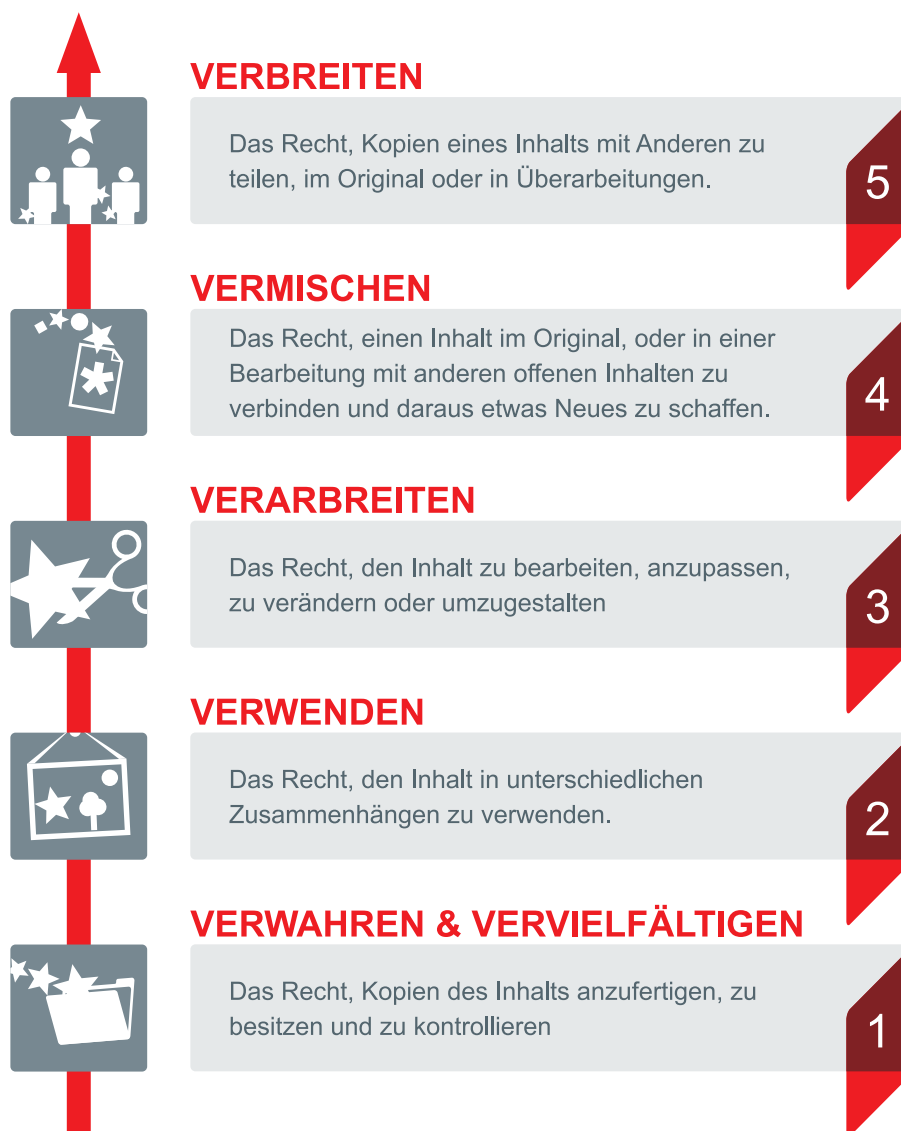 VERBREITEN
Das Recht, Kopien eines Inhalts mit Anderen zu
teilen, im Original oder in Überarbeitungen.
5
VERMISCHEN
Das Recht, einen Inhalt im Original, oder in einer
Bearbeitung mit anderen offenen Inhalten zu
verbinden und daraus etwas Neues zu schaffen.
4
VERARBREITEN
Das Recht, den Inhalt zu bearbeiten, anzupassen,
zu verändern oder umzugestalten
3
VERWENDEN
Das Recht, den Inhalt in unterschiedlichen
Zusammenhängen zu verwenden.
2
VERWAHREN & VERVIELFÄLTIGEN
Das Recht, Kopien des Inhalts anzufertigen, zu
besitzen und zu kontrollieren
1